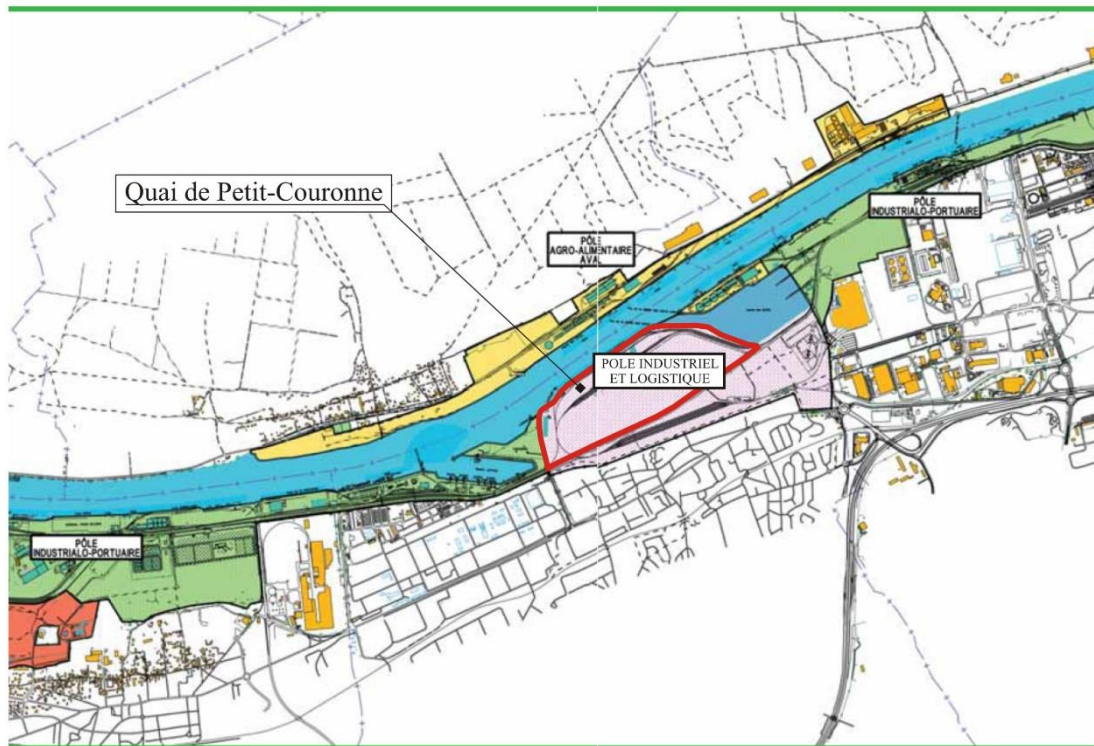 Quai de Petit-Couronne
PÔLE
AGRO-ALIMENTAIRE
AVAL
PÔLE
INDUSTRIALO-PORTUAIRE
POLE INDUSTRIEL
ET LOGISTIQUE
PÔLE
INDUSTRIALO-PORTUAIRE